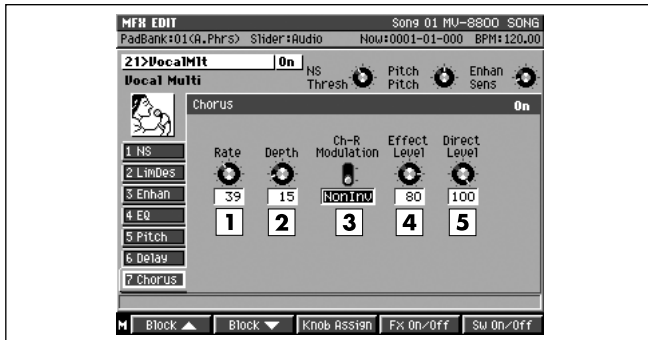 MFX EDIT Song 01 MV-8800 SONG
PadBank:01(A.Phrs) Slider:Audio Now:0001-01-000 BPM:120.00
21>VocalMlt On
Vocal Multi
NS Thresh
Pitch Pitch
Enhan Sens
Chorus On
1 NS
2 LimDes
3 Enhan
4 EQ
5 Pitch
6 Delay
7 Chorus
Rate Depth Ch-R Modulation Effect Level Direct Level
39 15 NonInv 80 100
1 2 3 4 5
M Block ▲ Block ▼ Knob Assign Fx On/Off Sw On/Off